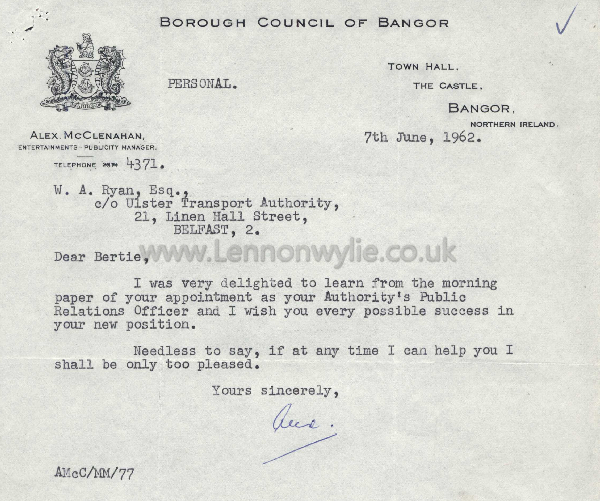 BOROUGH COUNCIL OF BANGOR
TOWN HALL,
THE CASTLE,
BANGOR,
NORTHERN IRELAND.
PERSONAL.
ALEX. MCCLENAHAN,
ENTERTAINMENTS - PUBLICITY MANAGER.
TELEPHONE 4371.
7th June, 1962.
W. A. Ryan, Esq.,
c/o Ulster Transport Authority,
21, Linen Hall Street,
BELFAST, 2.
www.Lennonwylie.co.uk
Dear Bertie,
I was very delighted to learn from the morning
paper of your appointment as your Authority's Public
Relations Officer and I wish you every possible success in
your new position.
Needless to say, if at any time I can help you I
shall be only too pleased.
Yours sincerely,
AMcC/MM/77